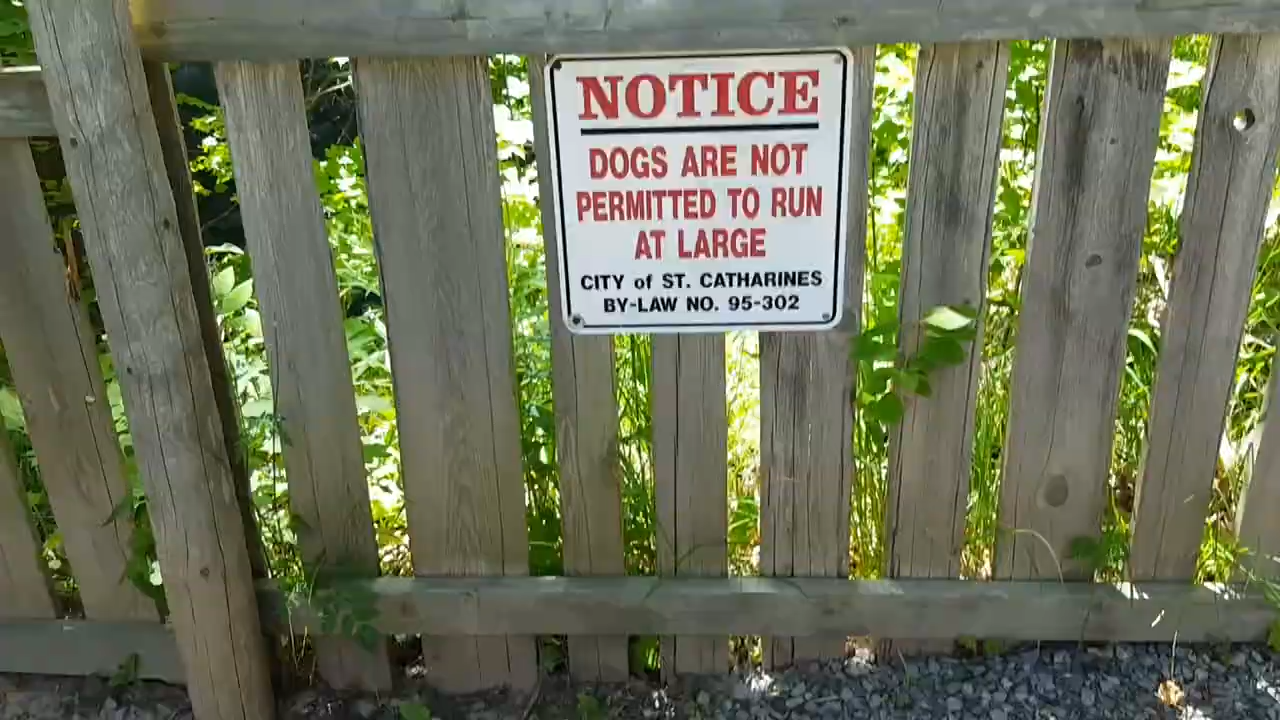 NOTICE
DOGS ARE NOT
PERMITTED TO RUN
AT LARGE
CITY of ST. CATHARINES
BY-LAW NO. 95-302